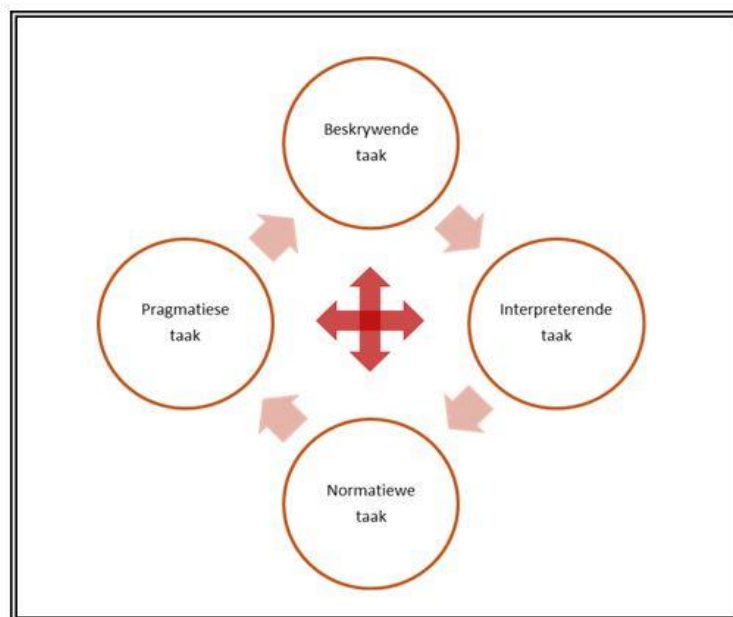 Beskrywende
taak
Pragmatiese
taak
Interpreterende
taak
Normatiewe
taak